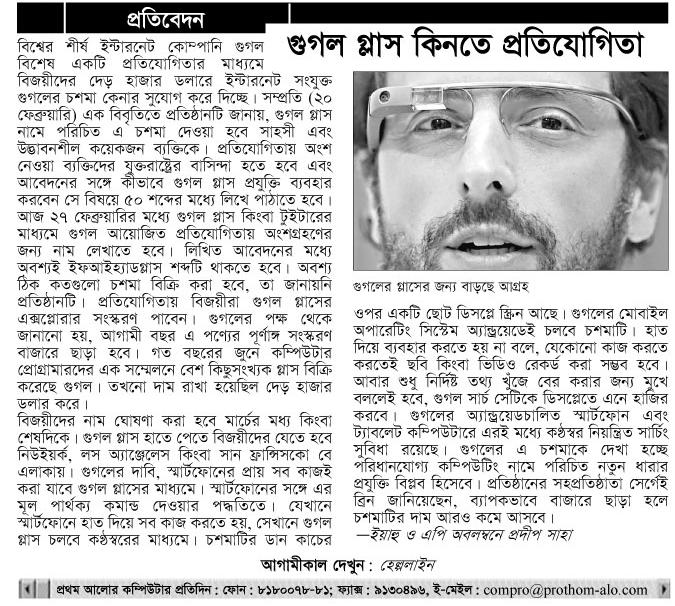 প্রতিবেদন
গুগল গ্লাস কিনতে প্রতিযোগিতা
বিশ্বের শীর্ষ ইন্টারনেট কোম্পানি গুগল
বিশেষ একটি প্রতিযোগিতার মাধ্যমে
বিজয়ীদের দেড় হাজার ডলারে ইন্টারনেট সংযুক্ত
গুগলের চশমা কেনার সুযোগ করে দিচ্ছে। সম্প্রতি (২০
ফেব্রুয়ারি) এক বিবৃতিতে প্রতিষ্ঠানটি জানায়, গুগল গ্লাস
নামে পরিচিত এ চশমা দেওয়া হবে সাহসী এবং
উদ্ভাবনশীল কয়েকজন ব্যক্তিকে। প্রতিযোগিতায় অংশ
নেওয়া ব্যক্তিদের যুক্তরাষ্ট্রের বাসিন্দা হতে হবে এবং
আবেদনের সঙ্গে কীভাবে গুগল গ্লাস প্রযুক্তি ব্যবহার
করবেন সে বিষয়ে ৫০ শব্দের মধ্যে লিখে পাঠাতে হবে।
আজ ২৭ ফেব্রুয়ারির মধ্যে গুগল গ্লাস কিংবা টুইটারের
মাধ্যমে গুগল আয়োজিত প্রতিযোগিতায় অংশগ্রহণের
জন্য নাম লেখাতে হবে। লিখিত আবেদনের মধ্যে
অবশ্যই ইফআইহ্যাডগ্লাস শব্দটি থাকতে হবে। অবশ্য
ঠিক কতগুলো চশমা বিক্রি করা হবে, তা জানায়নি
প্রতিষ্ঠানটি। প্রতিযোগিতায় বিজয়ীরা গুগল গ্লাসের
এক্সপ্লোরার সংস্করণ পাবেন। গুগলের পক্ষ থেকে
জানানো হয়, আগামী বছর এ পণ্যের পূর্ণাঙ্গ সংস্করণ
বাজারে ছাড়া হবে। গত বছরের জুনে কম্পিউটার
প্রোগ্রামারদের এক সম্মেলনে বেশ কিছুসংখ্যক গ্লাস বিক্রি
করেছে গুগল। তখনো দাম রাখা হয়েছিল দেড় হাজার
ডলার করে।
বিজয়ীদের নাম ঘোষণা করা হবে মার্চের মধ্য কিংবা
শেষদিকে। গুগল গ্লাস হাতে পেতে বিজয়ীদের যেতে হবে
নিউইয়র্ক, লস অ্যাঞ্জেলেস কিংবা সান ফ্রান্সিসকো বে
এলাকায়। গুগলের দাবি, স্মার্টফোনের প্রায় সব কাজই
করা যাবে গুগল গ্লাসের মাধ্যমে। স্মার্টফোনের সঙ্গে এর
মূল পার্থক্য কমান্ড দেওয়ার পদ্ধতিতে। যেখানে
স্মার্টফোনে হাত দিয়ে সব কাজ করতে হয়, সেখানে গুগল
গ্লাস চলবে কণ্ঠস্বরের মাধ্যমে। চশমাটির ডান কাচের
গুগলের গ্লাসের জন্য বাড়ছে আগ্রহ
ওপর একটি ছোট ডিসপ্লে স্ক্রিন আছে। গুগলের মোবাইল
অপারেটিং সিস্টেম অ্যান্ড্রয়েডেই চলবে চশমাটি। হাত
দিয়ে ব্যবহার করতে হয় না বলে, যেকোনো কাজ করতে
করতেই ছবি কিংবা ভিডিও রেকর্ড করা সম্ভব হবে।
আবার শুধু নির্দিষ্ট তথ্য খুঁজে বের করার জন্য মুখে
বললেই হবে, গুগল সার্চ সেটিকে ডিসপ্লেতে এনে হাজির
করবে। গুগলের অ্যান্ড্রয়েডচালিত স্মার্টফোন এবং
ট্যাবলেট কম্পিউটারে এরই মধ্যে কণ্ঠস্বর নিয়ন্ত্রিত সার্চিং
সুবিধা রয়েছে। গুগলের এ চশমাকে দেখা হচ্ছে
পরিধানযোগ্য কম্পিউটিং নামে পরিচিত নতুন ধারার
প্রযুক্তি বিপ্লব হিসেবে। প্রতিষ্ঠানের সহপ্রতিষ্ঠাতা সের্গেই
ব্রিন জানিয়েছেন, ব্যাপকভাবে বাজারে ছাড়া হলে
চশমাটির দাম আরও কমে আসবে।
—ইয়াহু ও এপি অবলম্বনে প্রদীপ সাহা
আগামীকাল দেখুন : হেল্পলাইন
প্রথম আলোর কম্পিউটার প্রতিদিন : ফোন : ৮১৮০০৭৮-৮১; ফ্যাক্স : ৯১৩০৪৯৬, ই-মেইল : compro@prothom-alo.com